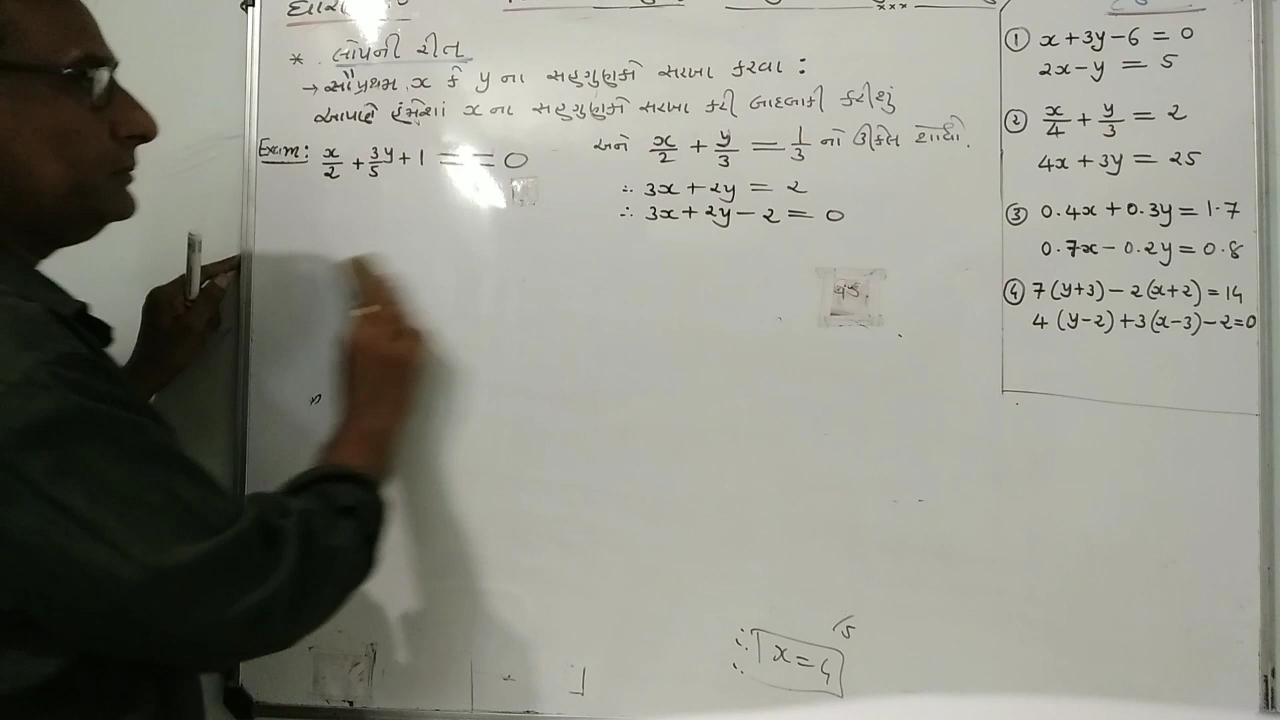 * લોપની રીત
→ સૌપ્રથમ x કે y ના સહગુણકો સરખા કરવા :
આપણે હંમેશાં x ના સહગુણકો સરખા કરી બાદબાકી કરીશું
Exam: x/2 + 3y/5 + 1 = = 0 અને x/2 + y/3 = 1/3 નો ઉકેલ શોધો.
∴ 3x + 2y = 2
∴ 3x + 2y - 2 = 0
x = 4
① x + 3y - 6 = 0
2x - y = 5
② x/4 + y/3 = 2
4x + 3y = 25
③ 0.4x + 0.3y = 1.7
0.7x - 0.2y = 0.8
④ 7(y+3) - 2(x+2) = 14
4(y-2) + 3(x-3) - 2 = 0